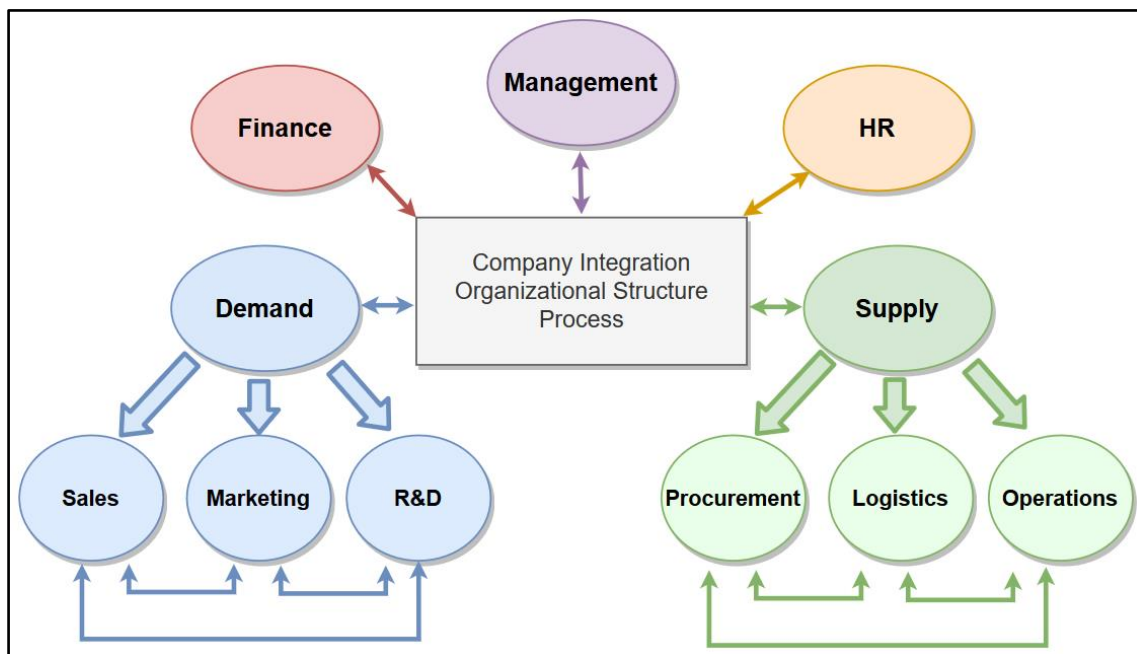 Management
Finance
HR
Company Integration
Organizational Structure
Process
Demand
Supply
Sales
Marketing
R&D
Procurement
Logistics
Operations